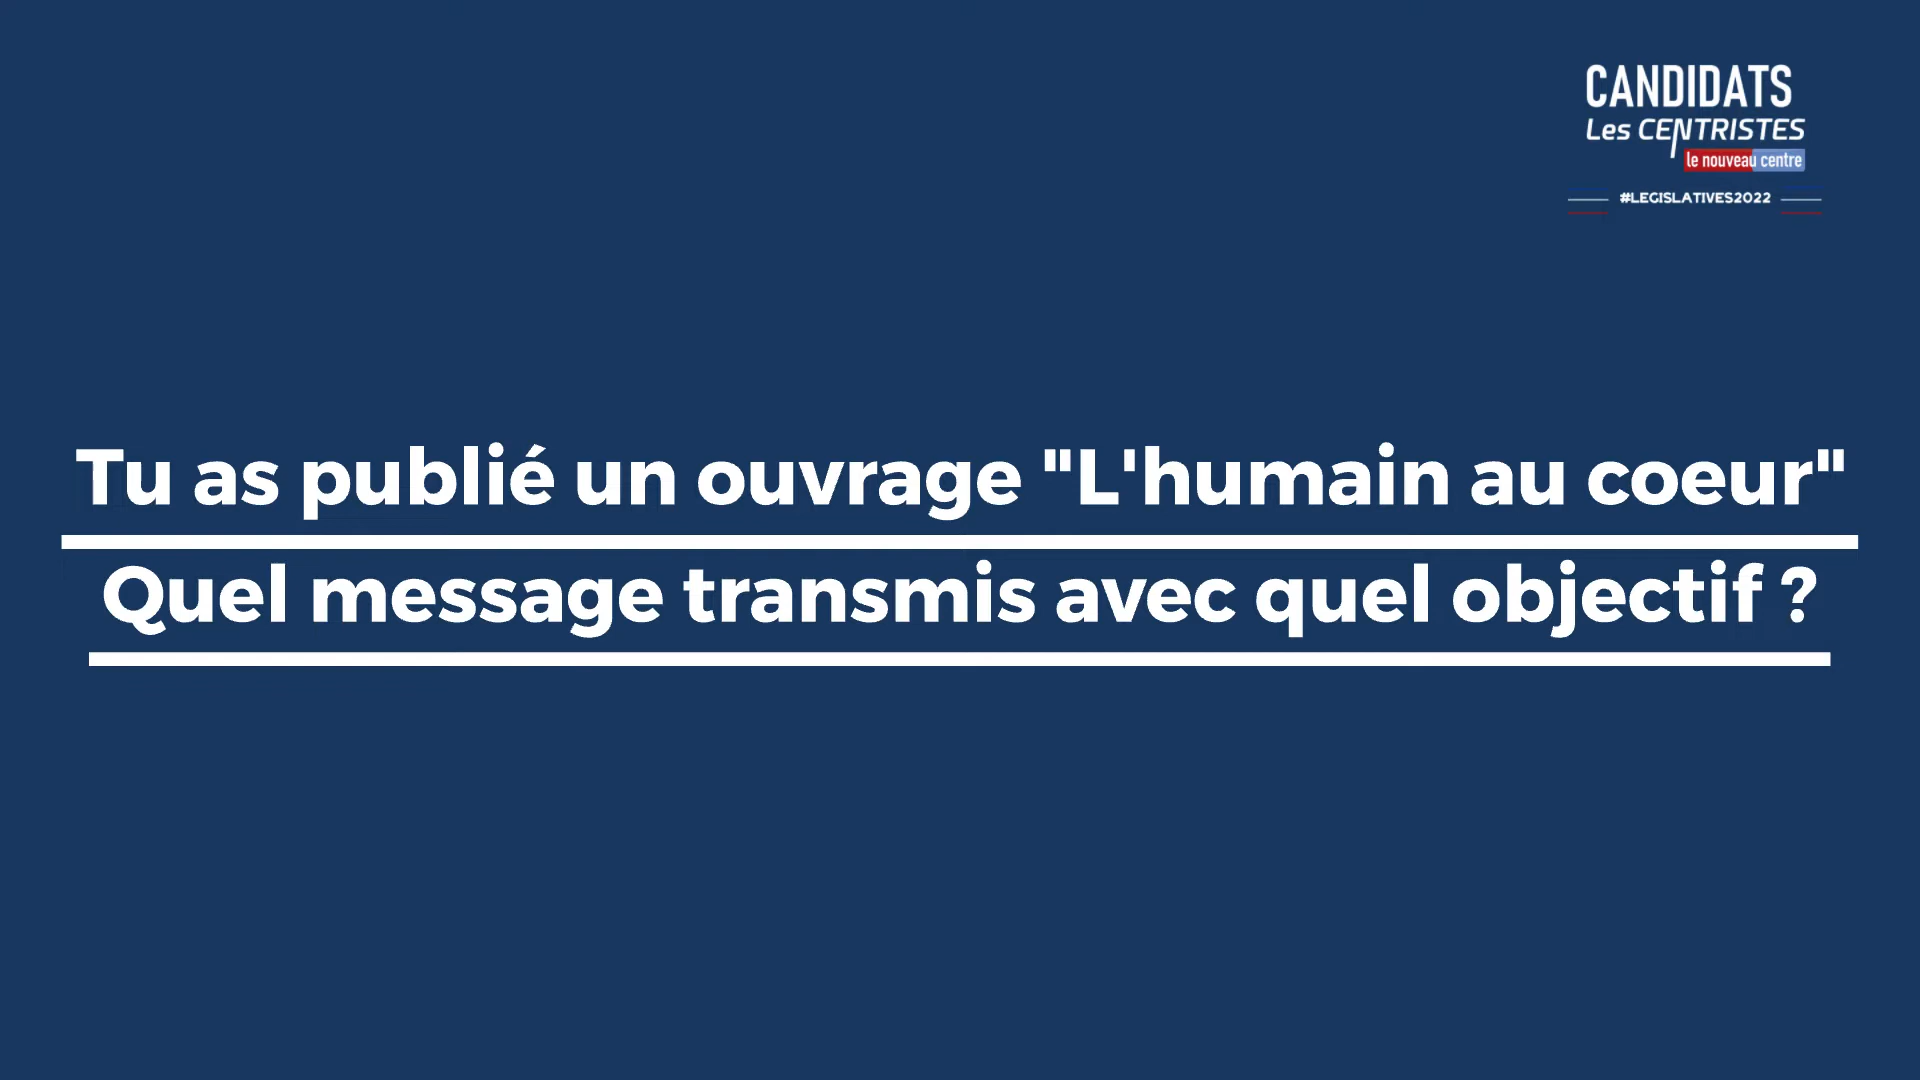 CANDIDATS
Les CENTRISTES
le nouveau centre
#LEGISLATIVES2022
Tu as publié un ouvrage "L'humain au coeur"
Quel message transmis avec quel objectif ?